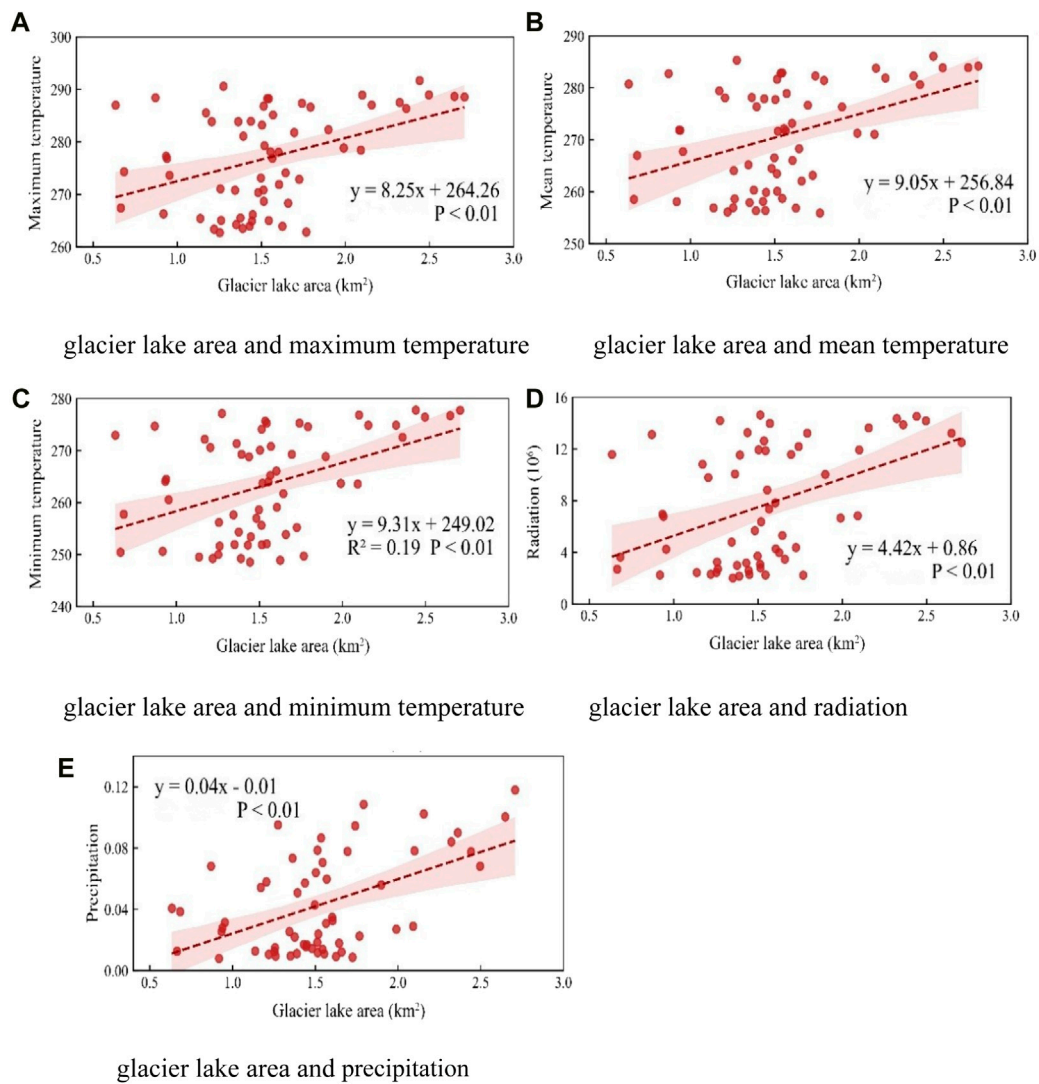 A
B
300
290
280
270
260
Maximum temperature
y = 8.25x + 264.26
P < 0.01
0.5 1.0 1.5 2.0 2.5 3.0
Glacier lake area (km²)
290
280
270
260
250
Mean temperature
y = 9.05x + 256.84
P < 0.01
0.5 1.0 1.5 2.0 2.5 3.0
Glacier lake area (km²)
glacier lake area and maximum temperature
glacier lake area and mean temperature
C
D
280
270
260
250
240
Minimum temperature
y = 9.31x + 249.02
R² = 0.19 P < 0.01
0.5 1.0 1.5 2.0 2.5 3.0
Glacier lake area (km²)
16
12
8
4
0
Radiation (10⁶)
y = 4.42x + 0.86
P < 0.01
0.5 1.0 1.5 2.0 2.5 3.0
Glacier lake area (km²)
glacier lake area and minimum temperature
glacier lake area and radiation
E
y = 0.04x - 0.01
P < 0.01
0.12
0.08
0.04
0.00
Precipitation
0.5 1.0 1.5 2.0 2.5 3.0
Glacier lake area (km²)
glacier lake area and precipitation